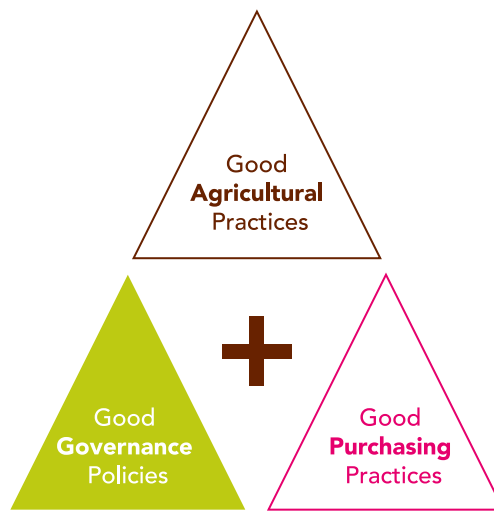 Good
Agricultural
Practices
Good
Governance
Policies
Good
Purchasing
Practices